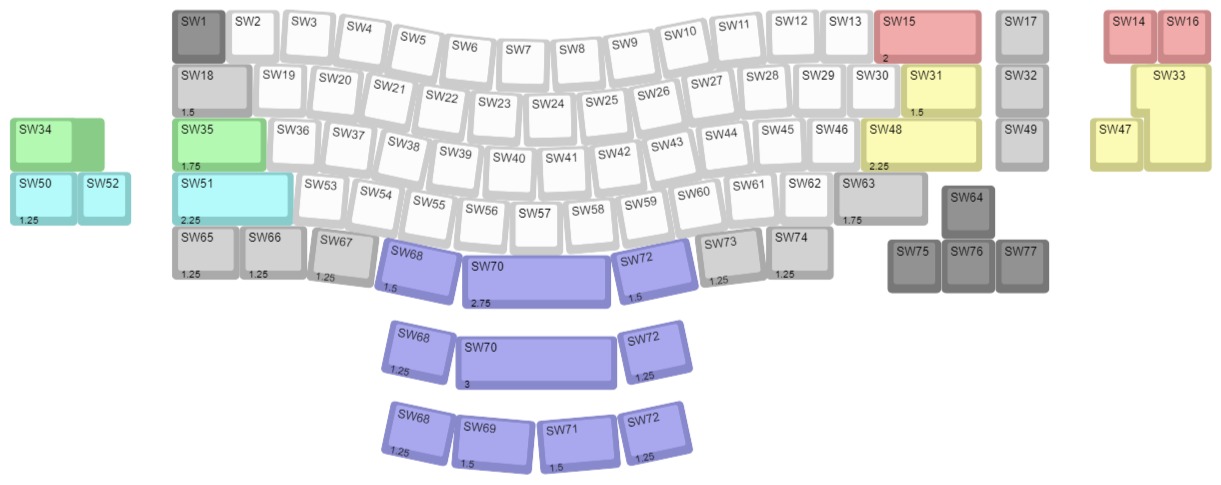 SW1 SW2 SW3 SW4 SW5 SW6 SW7 SW8 SW9 SW10 SW11 SW12 SW13 SW15 SW17 SW14 SW16
2
SW18 SW19 SW20 SW21 SW22 SW23 SW24 SW25 SW26 SW27 SW28 SW29 SW30 SW31 SW32 SW33
1.5 1.5
SW34 SW35 SW36 SW37 SW38 SW39 SW40 SW41 SW42 SW43 SW44 SW45 SW46 SW48 SW49 SW47
1.75 2.25
SW50 SW52 SW51 SW53 SW54 SW55 SW56 SW57 SW58 SW59 SW60 SW61 SW62 SW63 SW64
1.25 2.25 1.75
SW65 SW66 SW67 SW68 SW70 SW72 SW73 SW74 SW75 SW76 SW77
1.25 1.25 1.25 1.5 2.75 1.5 1.25 1.25
SW68 SW70 SW72
1.25 3 1.25
SW68 SW69 SW71 SW72
1.25 1.5 1.5 1.25